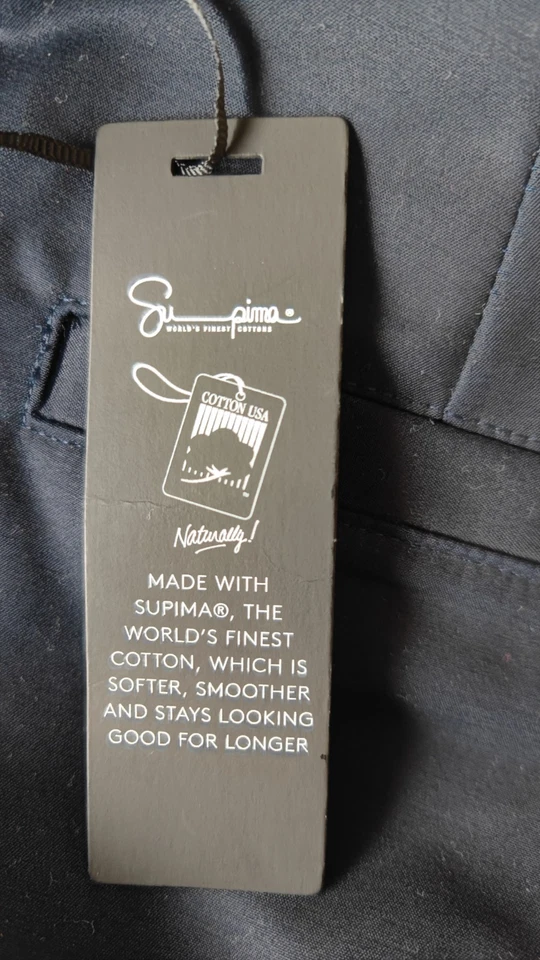 Supima®
WORLD'S FINEST COTTONS
COTTON USA
Naturally!
MADE WITH
SUPIMA®, THE
WORLD'S FINEST
COTTON, WHICH IS
SOFTER, SMOOTHER
AND STAYS LOOKING
GOOD FOR LONGER